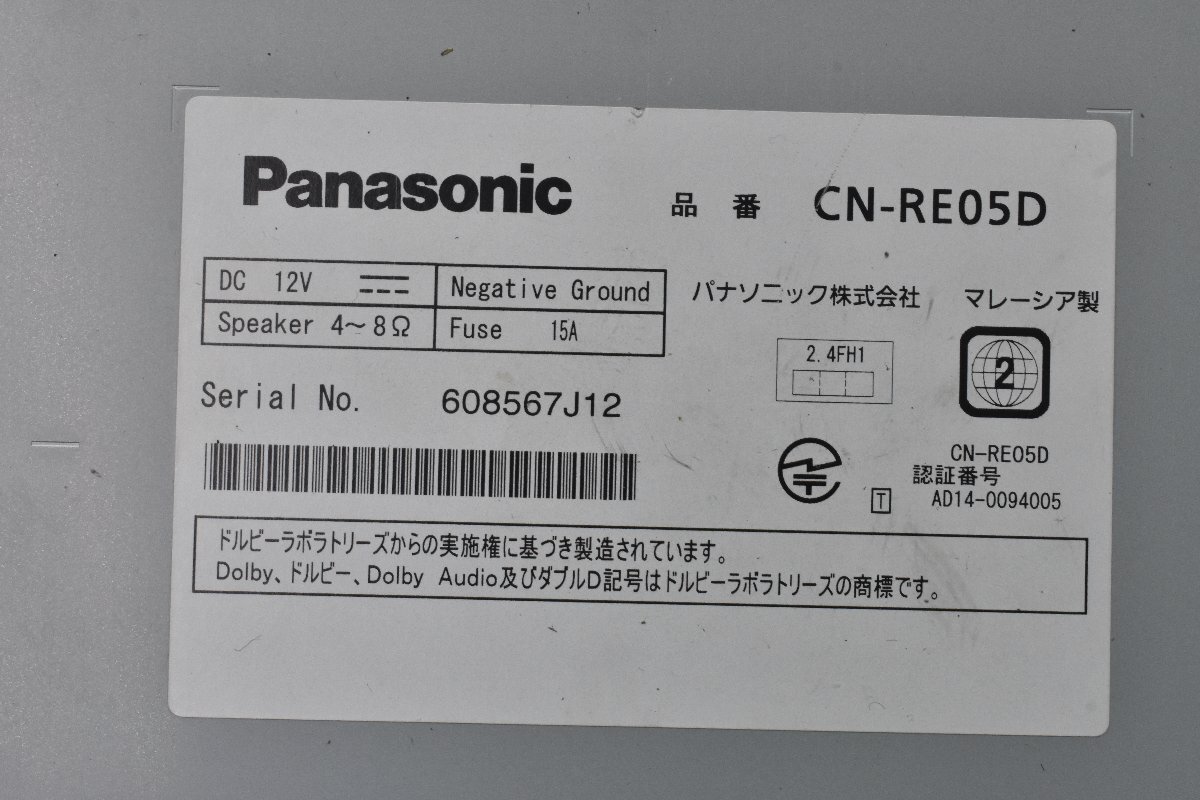 Panasonic 品 番 CN-RE05D
DC 12V Negative Ground
Speaker 4～8Ω Fuse 15A
パナソニック株式会社 マレーシア製
2.4FH1
2
Serial No. 608567J12
CN-RE05D
認証番号
T AD14-0094005
ドルビーラボラトリーズからの実施権に基づき製造されています。
Dolby、ドルビー、Dolby Audio及びダブルD記号はドルビーラボラトリーズの商標です。